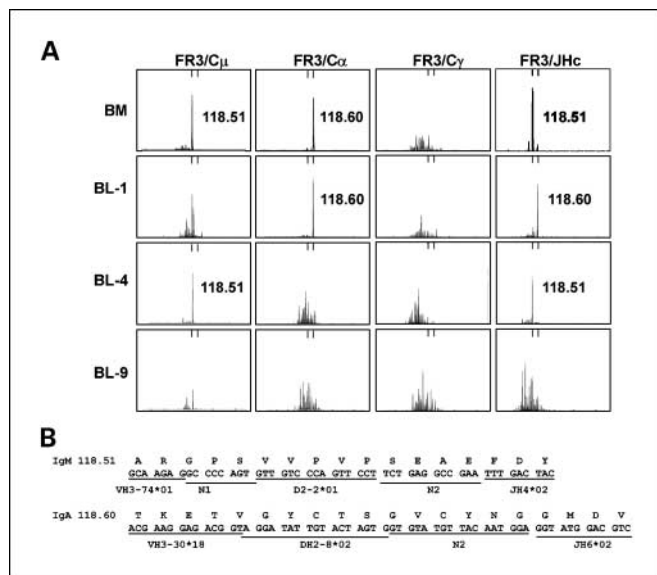 A
FR3/Cµ FR3/Cα FR3/Cγ FR3/JHc
BM 118.51 118.60 118.51
BL-1 118.60 118.60
BL-4 118.51 118.51
BL-9
B
IgM 118.51 A R G P S V V P V P S E A E F D Y
GCA AGA GGC CCC AGT GTT GTC CCA GTT CCT TCT GAG GCC GAA TTT GAC TAC
VH3-74*01 N1 D2-2*01 N2 JH4*02
IgA 118.60 T K E T V G Y C T S G V C Y N G G M D V
ACG AAG GAG ACG GTA GGA TAT TGT ACT AGT GGT GTA TGT TAC AAT GGA GGT ATG GAC GTC
VH3-30*18 DH2-8*02 N2 JH6*02